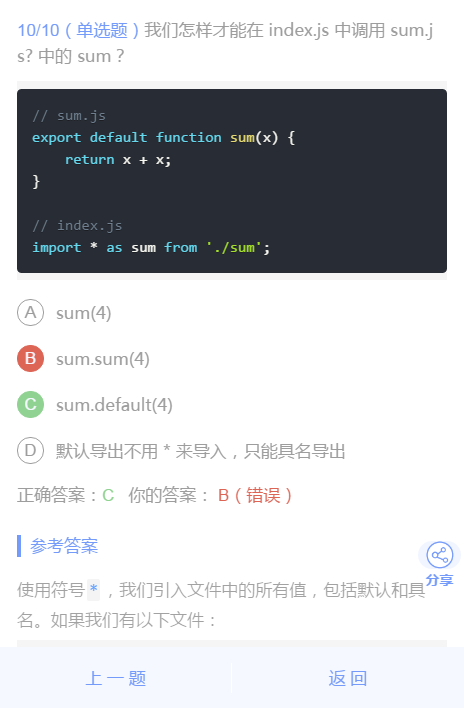 10/10（单选题）我们怎样才能在 index.js 中调用 sum.j
s? 中的 sum？
// sum.js
export default function sum(x) {
    return x + x;
}
// index.js
import * as sum from './sum';
A sum(4)
B sum.sum(4)
C sum.default(4)
D 默认导出不用 * 来导入，只能具名导出
正确答案：C 你的答案： B（错误）
参考答案
使用符号 * ，我们引入文件中的所有值，包括默认和具
名。如果我们有以下文件：
分享
上一题 返回